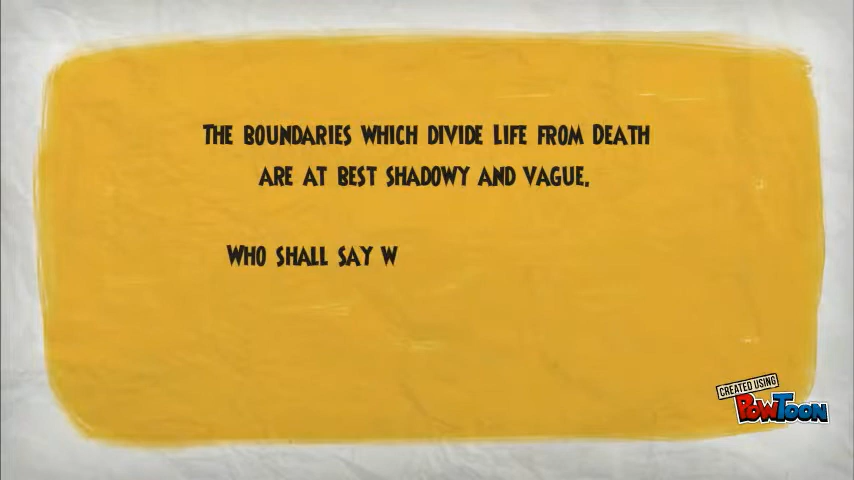 The boundaries which divide Life from Death
are at best shadowy and vague.
Who shall say w
CREATED USING
PowToon